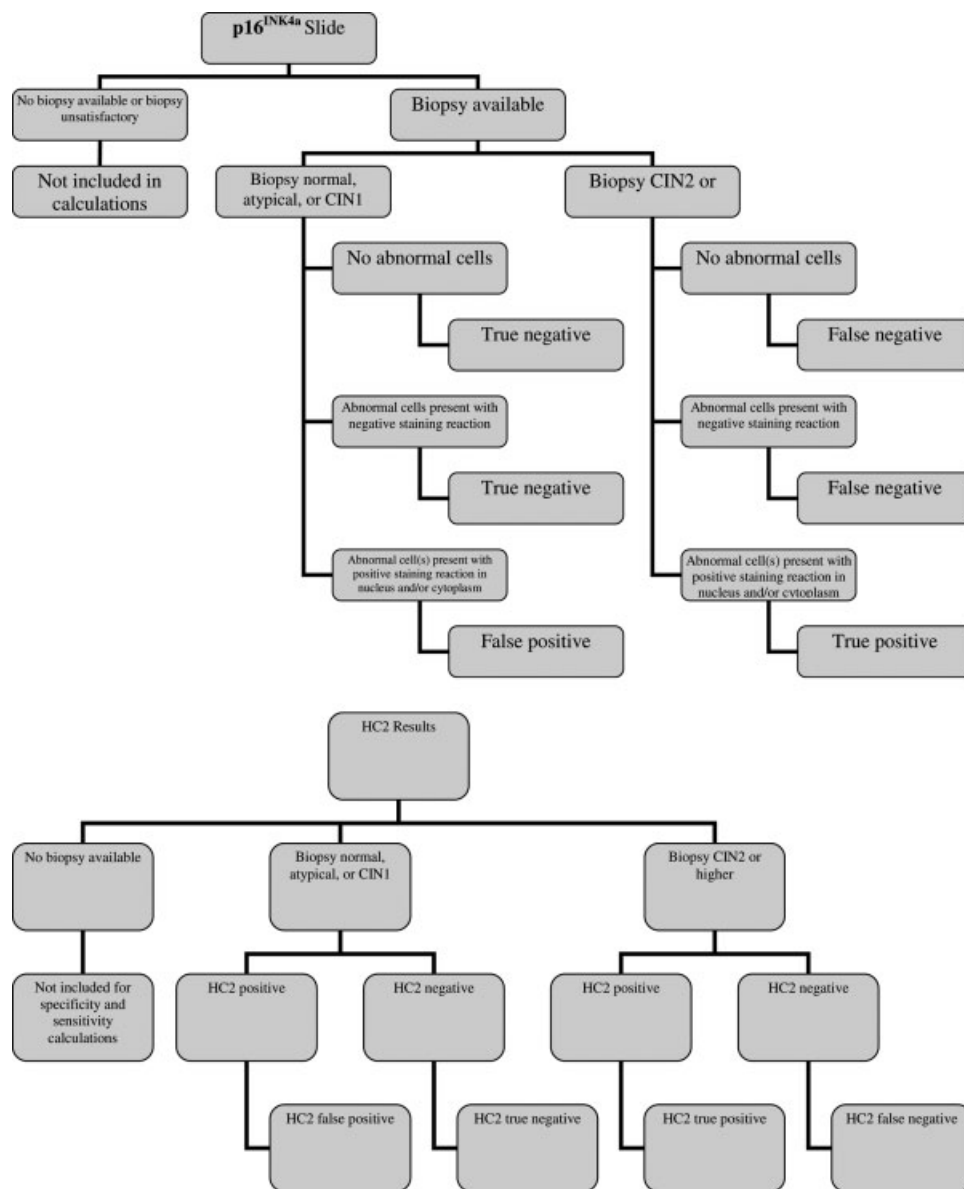 p16INK4a Slide
No biopsy available or biopsy
unsatisfactory
Biopsy available
Not included in
calculations
Biopsy normal,
atypical, or CIN1
Biopsy CIN2 or
No abnormal cells
No abnormal cells
True negative
False negative
Abnormal cells present with
negative staining reaction
Abnormal cells present with
negative staining reaction
True negative
False negative
Abnormal cell(s) present with
positive staining reaction in
nucleus and/or cytoplasm
Abnormal cell(s) present with
positive staining reaction in
nucleus and/or cytoplasm
False positive
True positive
HC2 Results
No biopsy available
Biopsy normal,
atypical, or CIN1
Biopsy CIN2 or
higher
Not included for
specificity and
sensitivity
calculations
HC2 positive
HC2 negative
HC2 positive
HC2 negative
HC2 false positive
HC2 true negative
HC2 true positive
HC2 false negative